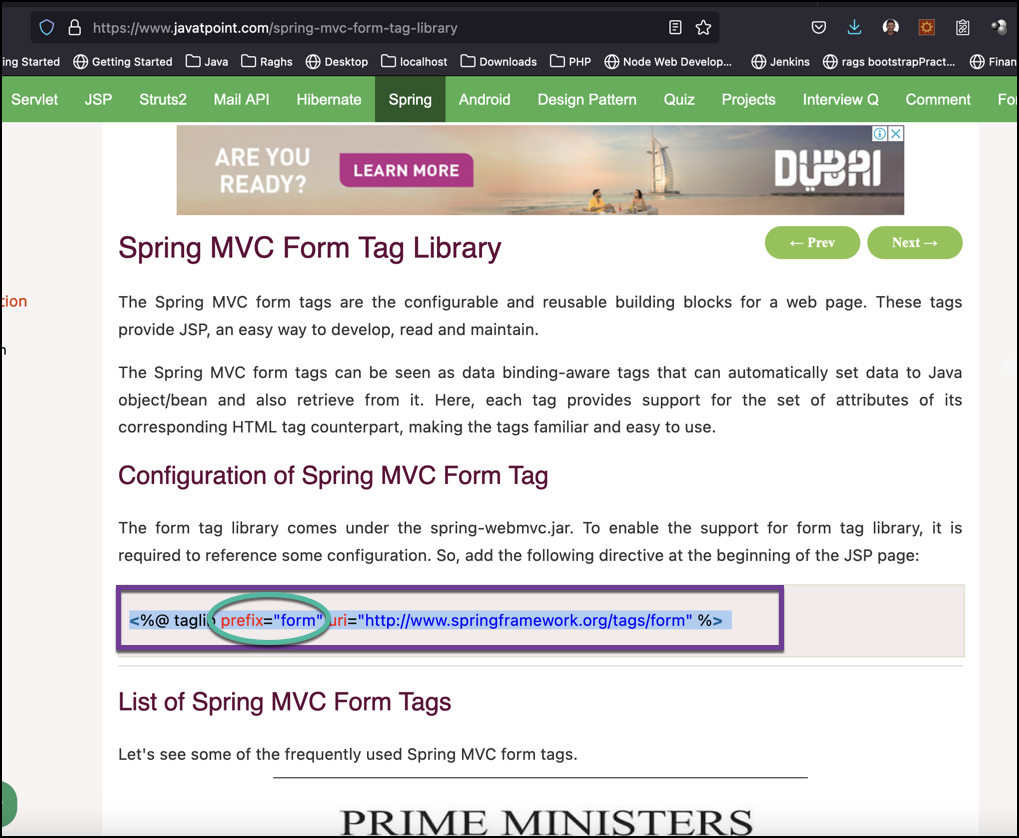 https://www.javatpoint.com/spring-mvc-form-tag-library
ing Started Getting Started Java Raghs Desktop localhost Downloads PHP Node Web Develop... Jenkins rags bootstrapPract... Finan
Servlet JSP Struts2 Mail API Hibernate Spring Android Design Pattern Quiz Projects Interview Q Comment Fo
ARE YOU
READY?
LEARN MORE
DUBAI
Spring MVC Form Tag Library
← Prev Next →
tion
The Spring MVC form tags are the configurable and reusable building blocks for a web page. These tags
provide JSP, an easy way to develop, read and maintain.
n
The Spring MVC form tags can be seen as data binding-aware tags that can automatically set data to Java
object/bean and also retrieve from it. Here, each tag provides support for the set of attributes of its
corresponding HTML tag counterpart, making the tags familiar and easy to use.
Configuration of Spring MVC Form Tag
The form tag library comes under the spring-webmvc.jar. To enable the support for form tag library, it is
required to reference some configuration. So, add the following directive at the beginning of the JSP page:
<%@ taglib prefix="form" uri="http://www.springframework.org/tags/form" %>
List of Spring MVC Form Tags
Let's see some of the frequently used Spring MVC form tags.
PRIME MINISTERS